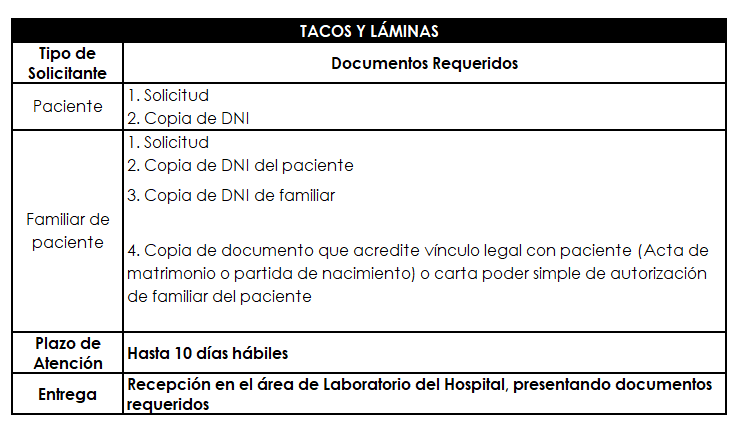 TACOS Y LÁMINAS
Tipo de
Solicitante
Documentos Requeridos
Paciente
1. Solicitud
2. Copia de DNI
Familiar de
paciente
1. Solicitud
2. Copia de DNI del paciente
3. Copia de DNI de familiar
4. Copia de documento que acredite vínculo legal con paciente (Acta de
matrimonio o partida de nacimiento) o carta poder simple de autorización
de familiar del paciente
Plazo de
Atención
Hasta 10 días hábiles
Entrega
Recepción en el área de Laboratorio del Hospital, presentando documentos
requeridos